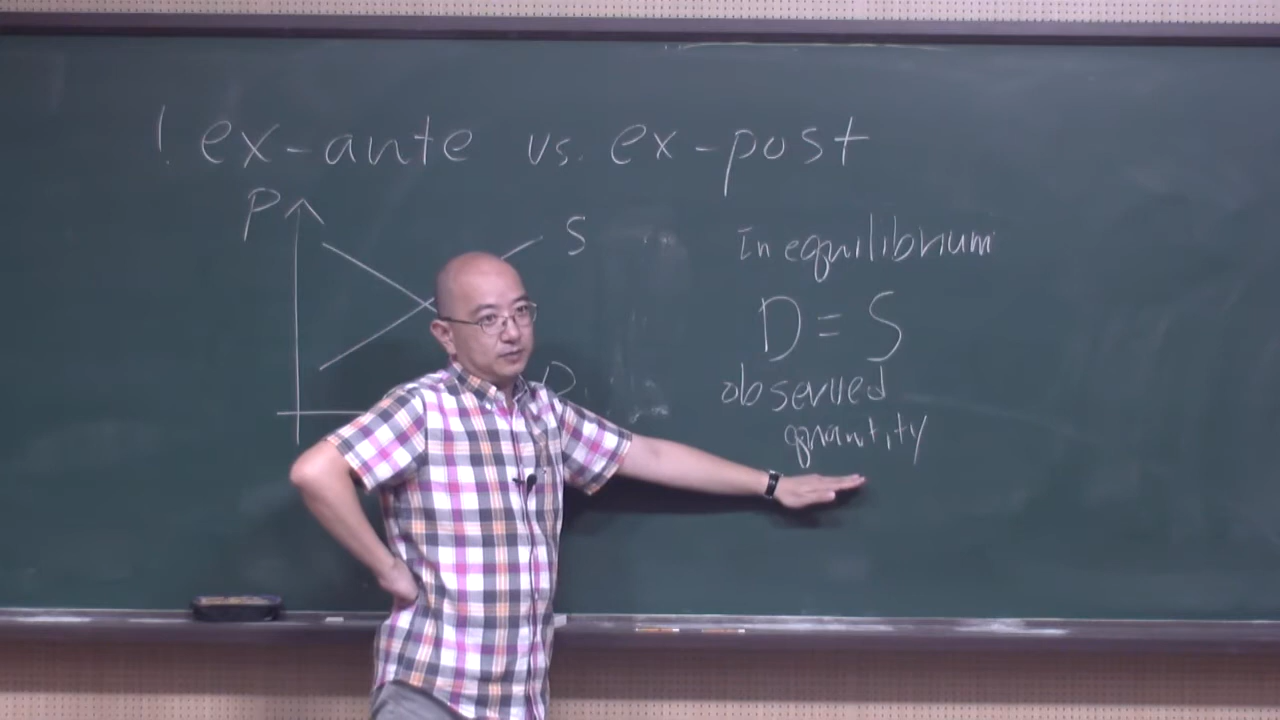 ! ex-ante vs. ex-post
P
S
D
In equilibrium
D = S
observed
quantity